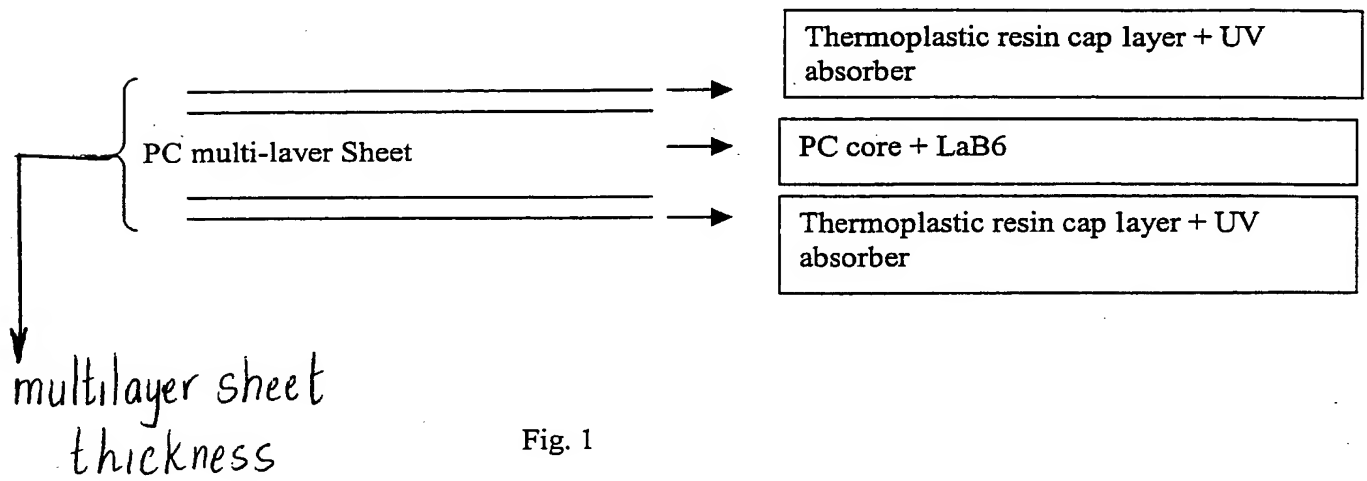 Thermoplastic resin cap layer + UV
absorber
PC multi-laver Sheet
PC core + LaB6
Thermoplastic resin cap layer + UV
absorber
multilayer sheet
thickness
Fig. 1